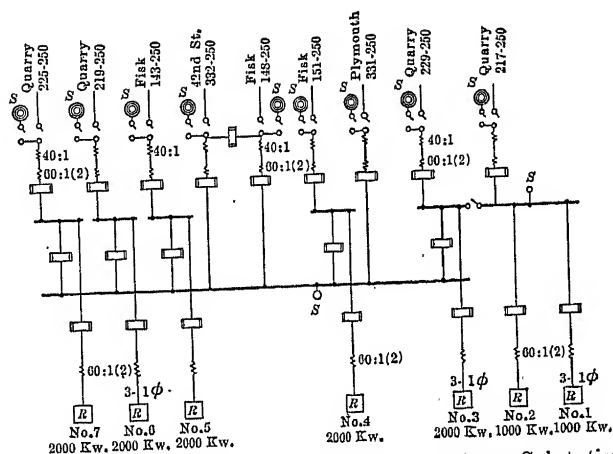 Quarry
225-250
Quarry
219-250
Fisk
143-250
42nd St.
332-250
Fisk
148-250
Fisk
151-250
Plymouth
331-250
Quarry
229-250
Quarry
217-250
S
S
S
S
S
S
S
S
40:1
40:1
40:1
40:1
60:1(2)
60:1(2)
60:1(2)
S
S
60:1(2)
60:1(2)
60:1(2)
3-1ϕ
3-1ϕ
3-1ϕ
R
R
R
R
R
R
R
No.7
No.6
No.5
No.4
No.3
No.2
No.1
2000 Kw.
2000 Kw.
2000 Kw.
2000 Kw.
2000 Kw.
1000 Kw.
1000 Kw.